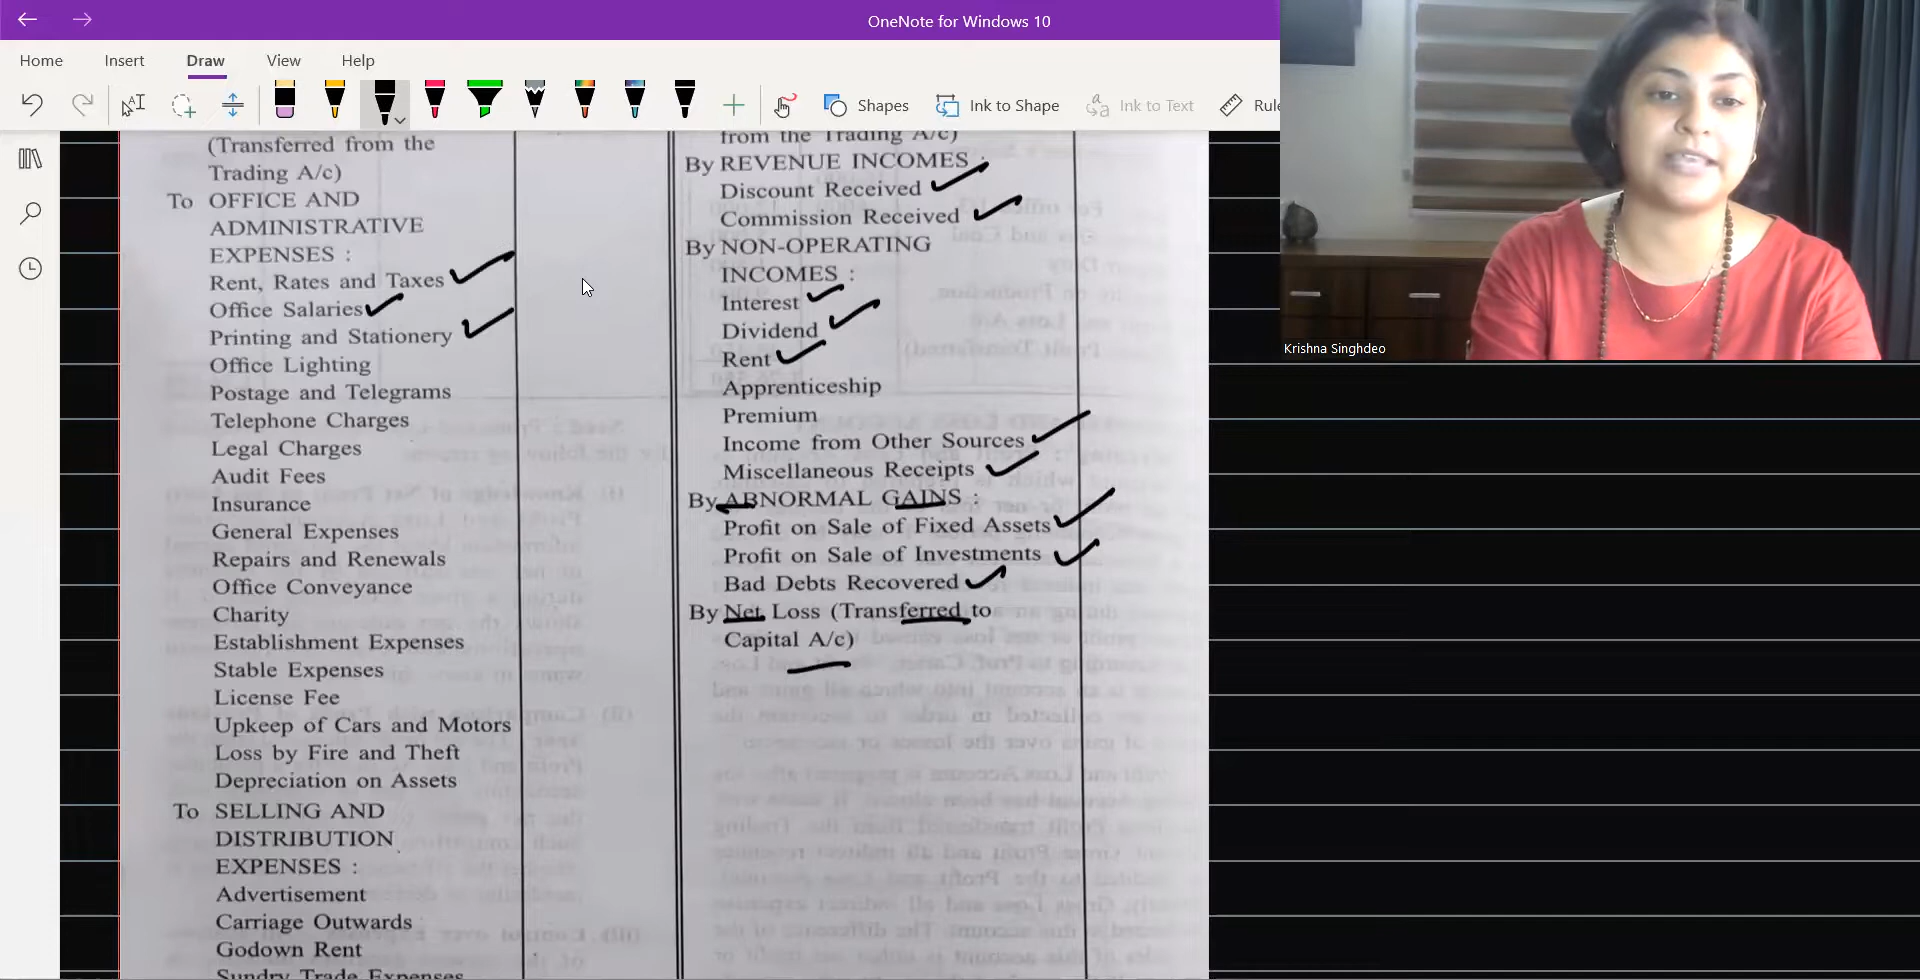 OneNote for Windows 10
Home Insert Draw View Help
Shapes Ink to Shape Ink to Text Rule
(Transferred from the
Trading A/c)
To OFFICE AND
ADMINISTRATIVE
EXPENSES :
Rent, Rates and Taxes
Office Salaries
Printing and Stationery
Office Lighting
Postage and Telegrams
Telephone Charges
Legal Charges
Audit Fees
Insurance
General Expenses
Repairs and Renewals
Office Conveyance
Charity
Establishment Expenses
Stable Expenses
License Fee
Upkeep of Cars and Motors
Loss by Fire and Theft
Depreciation on Assets
To SELLING AND
DISTRIBUTION
EXPENSES :
Advertisement
Carriage Outwards
Godown Rent
Sundry Trade Expenses
from the Trading A/c)
By REVENUE INCOMES :
Discount Received
Commission Received
By NON-OPERATING
INCOMES :
Interest
Dividend
Rent
Apprenticeship
Premium
Income from Other Sources
Miscellaneous Receipts
By ABNORMAL GAINS :
Profit on Sale of Fixed Assets
Profit on Sale of Investments
Bad Debts Recovered
By Net Loss (Transferred to
Capital A/c)
Krishna Singhdeo